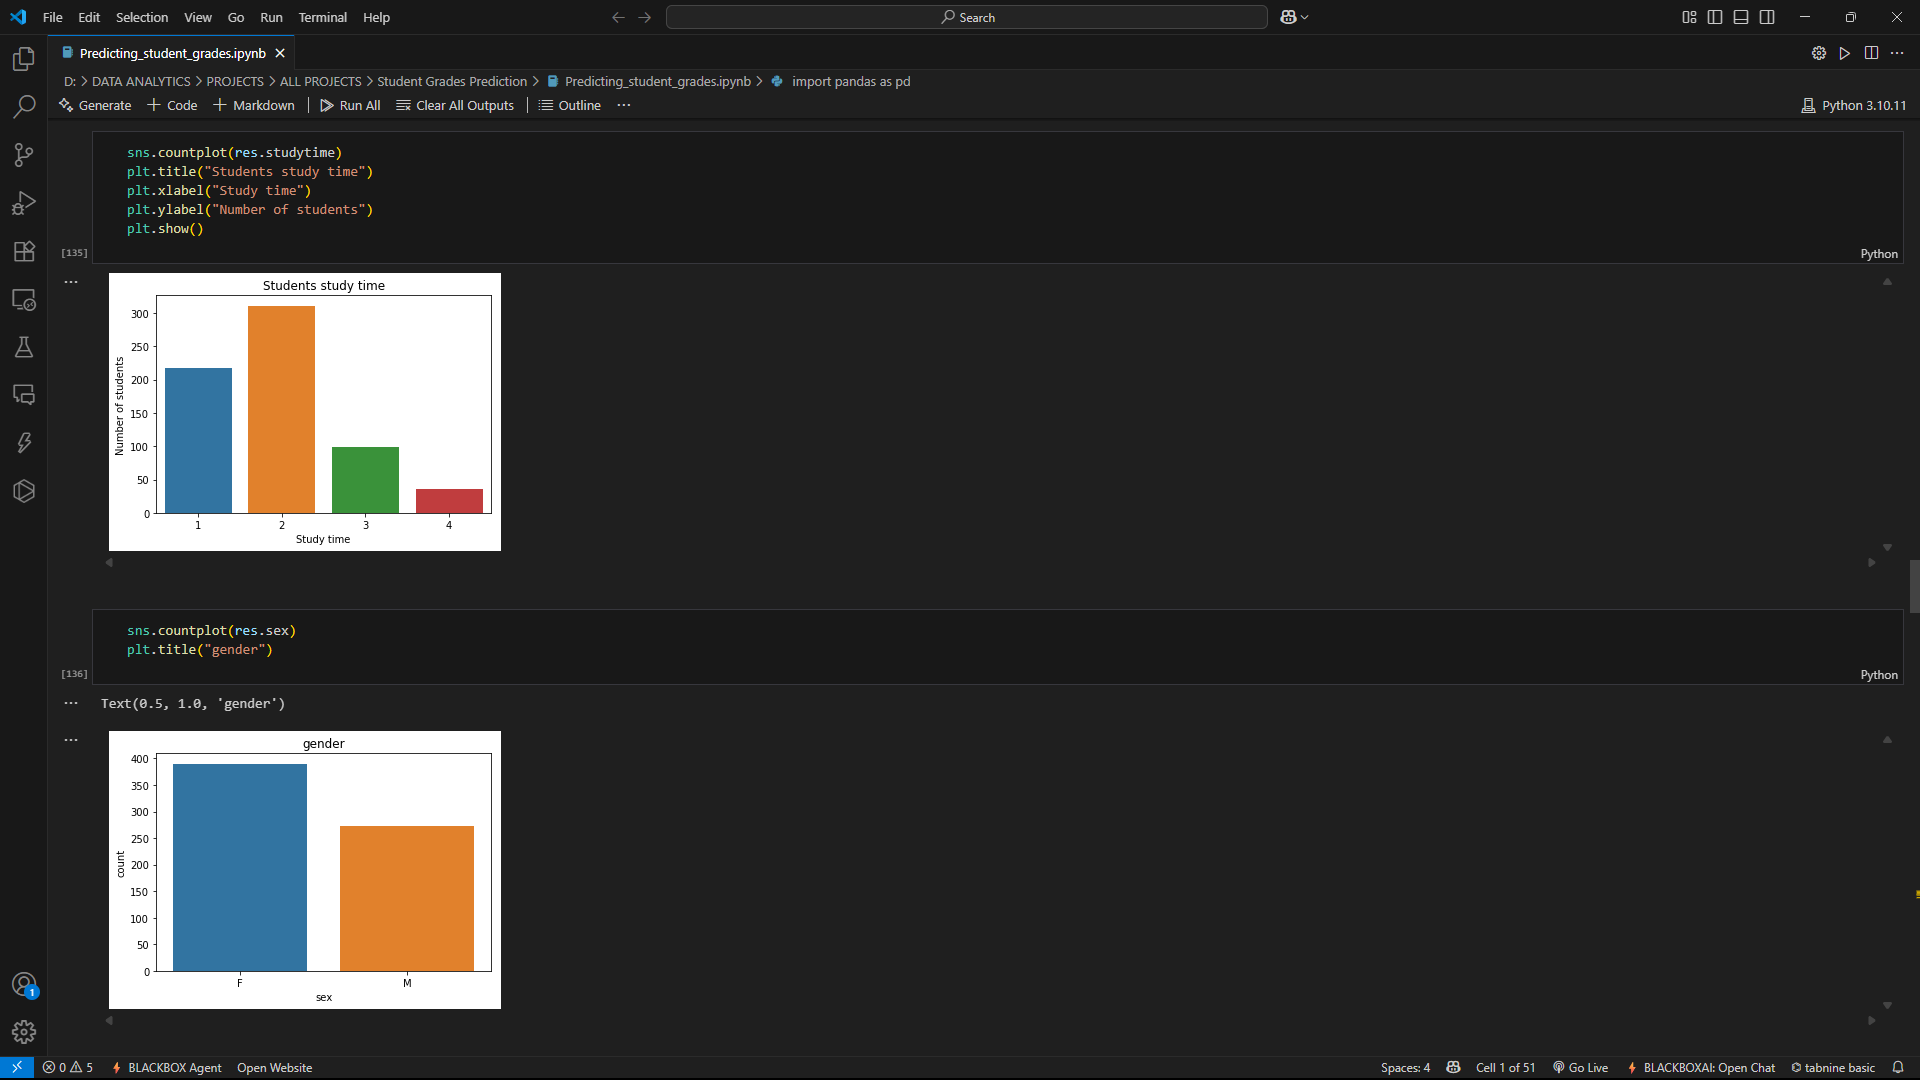 File Edit Selection View Go Run Terminal Help
Search
Predicting_student_grades.ipynb
D: > DATA ANALYTICS > PROJECTS > ALL PROJECTS > Student Grades Prediction > Predicting_student_grades.ipynb > import pandas as pd
Generate + Code + Markdown | Run All Clear All Outputs | Outline ...
Python 3.10.11
sns.countplot(res.studytime)
plt.title("Students study time")
plt.xlabel("Study time")
plt.ylabel("Number of students")
plt.show()
[135]
Python
...
Students study time
Number of students
300
250
200
150
100
50
0
1 2 3 4
Study time
sns.countplot(res.sex)
plt.title("gender")
[136]
Python
...
Text(0.5, 1.0, 'gender')
...
gender
count
400
350
300
250
200
150
100
50
0
F M
sex
1
0 5 BLACKBOX Agent Open Website
Spaces: 4 Cell 1 of 51 Go Live BLACKBOXAI: Open Chat tabnine basic